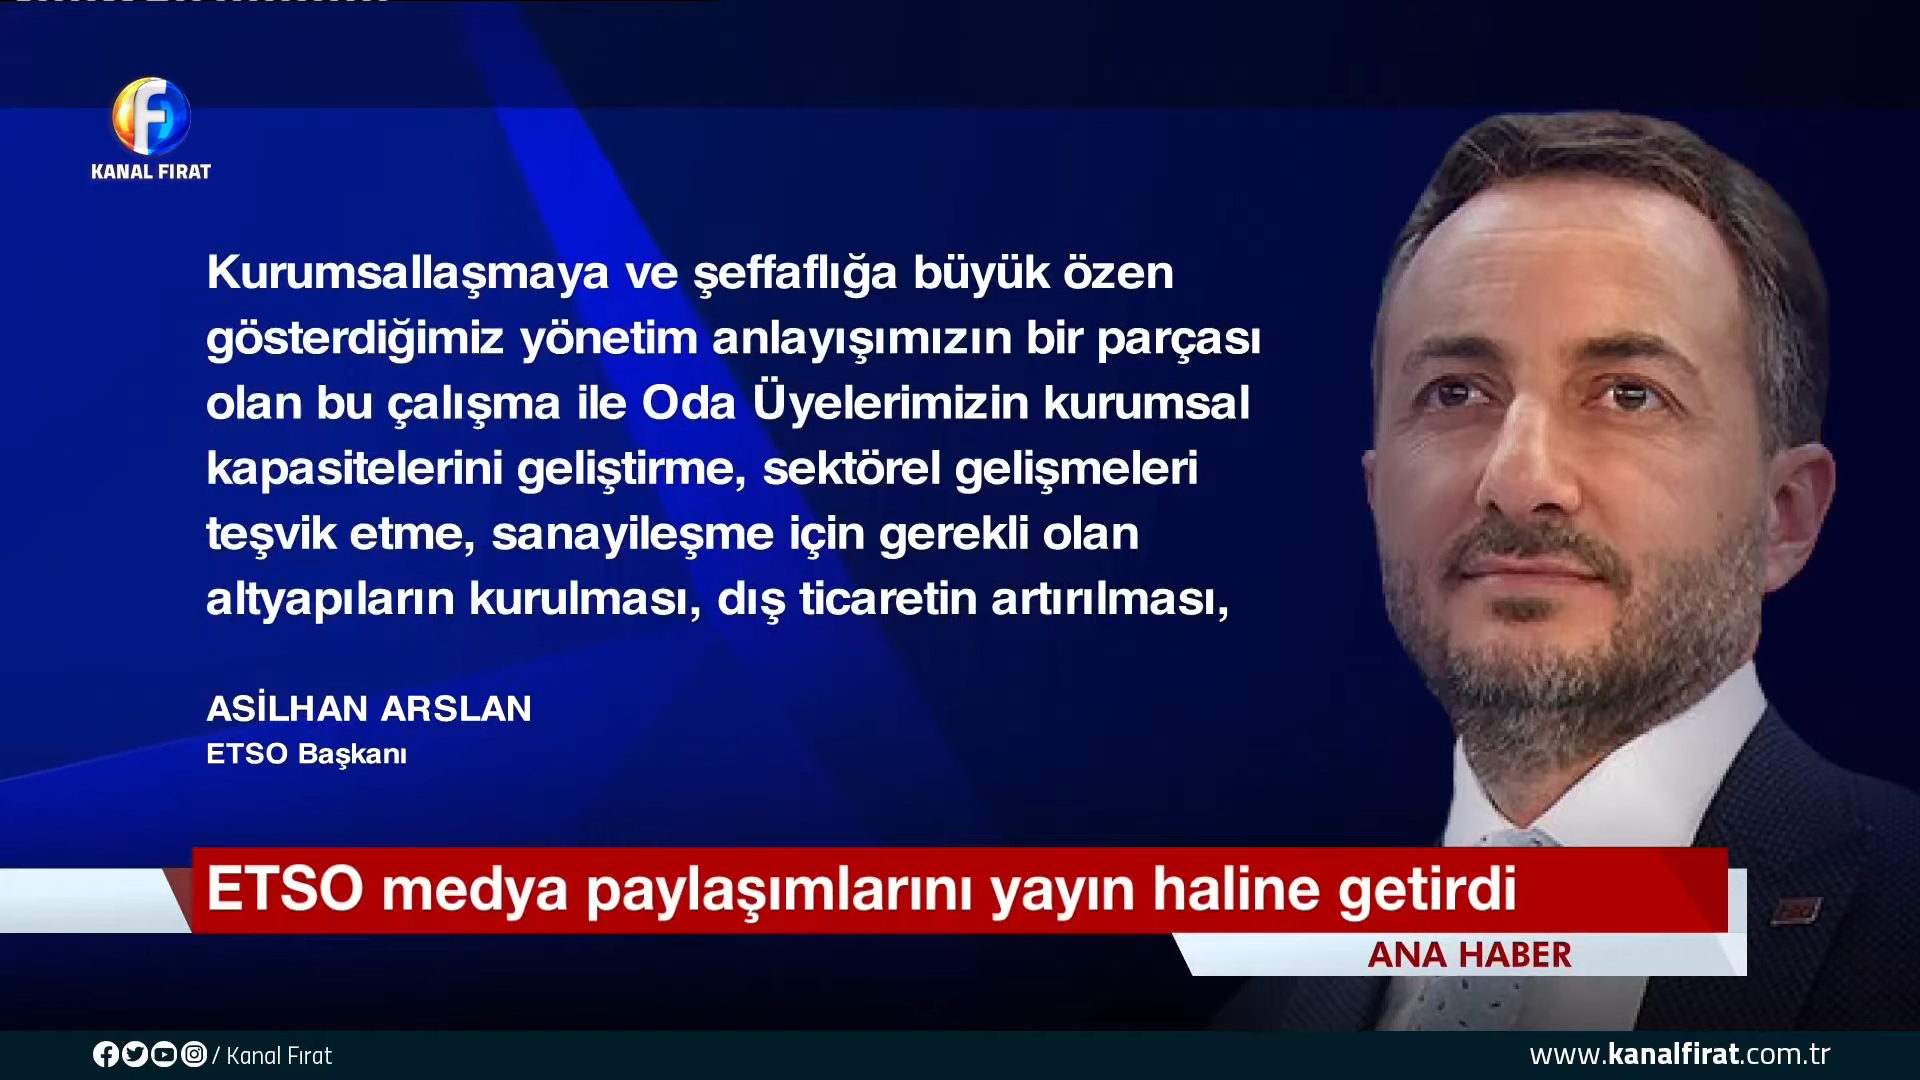 KANAL FIRAT
Kurumsallaşmaya ve şeffaflığa büyük özen
gösterdiğimiz yönetim anlayışımızın bir parçası
olan bu çalışma ile Oda Üyelerimizin kurumsal
kapasitelerini geliştirme, sektörel gelişmeleri
teşvik etme, sanayileşme için gerekli olan
altyapıların kurulması, dış ticaretin artırılması,
ASİLHAN ARSLAN
ETSO Başkanı
ETSO medya paylaşımlarını yayın haline getirdi
ANA HABER
/ Kanal Fırat
www.kanalfirat.com.tr